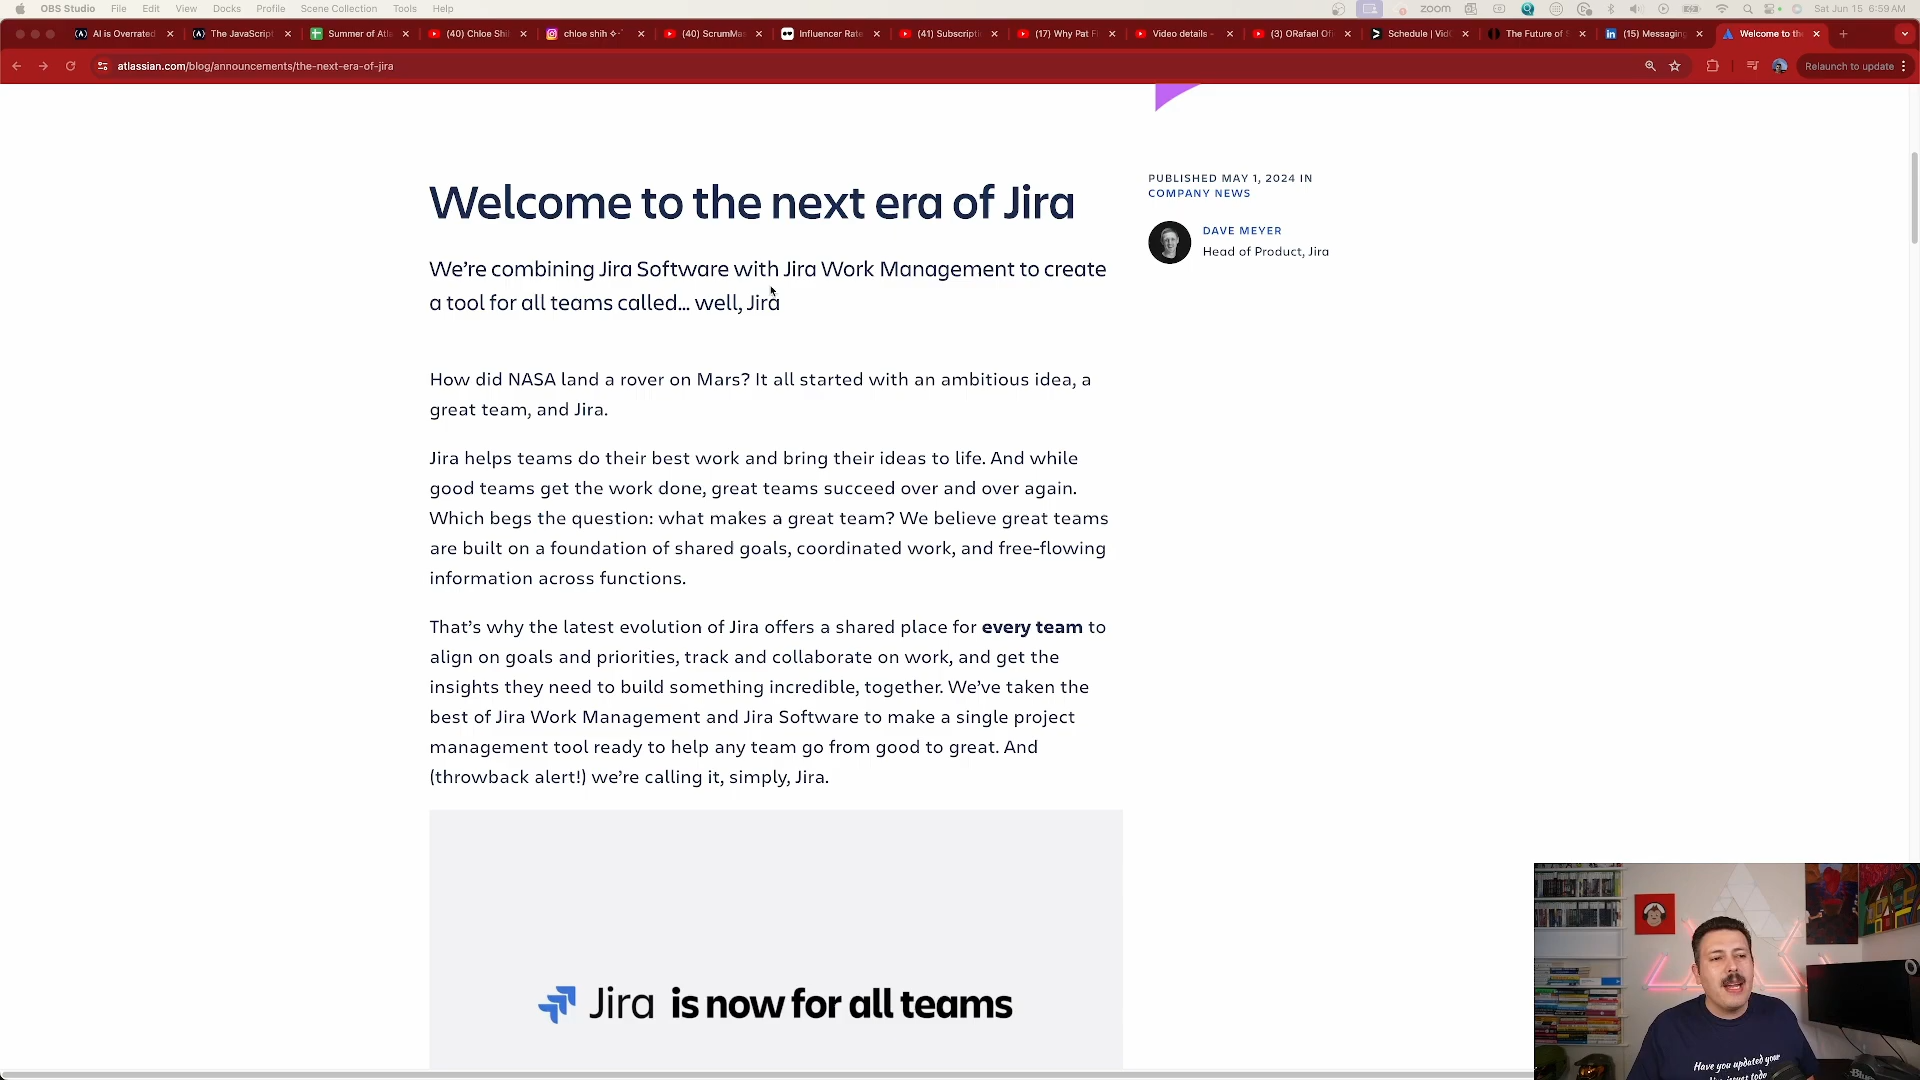 OBS Studio File Edit View Docks Profile Scene Collection Tools Help zoom Sat Jun 15 6:59 AM
AI is Overrated The JavaScript Summer of Atla (40) Chloe Shi chloe shih (40) ScrumMas Influencer Rate (41) Subscripti (17) Why Pat F Video details - (3) ORafael Ofi Schedule | Vid The Future of (15) Messaging Welcome to the
atlassian.com/blog/announcements/the-next-era-of-jira Relaunch to update
Welcome to the next era of Jira
We're combining Jira Software with Jira Work Management to create
a tool for all teams called… well, Jira
PUBLISHED MAY 1, 2024 IN
COMPANY NEWS
DAVE MEYER
Head of Product, Jira
How did NASA land a rover on Mars? It all started with an ambitious idea, a
great team, and Jira.
Jira helps teams do their best work and bring their ideas to life. And while
good teams get the work done, great teams succeed over and over again.
Which begs the question: what makes a great team? We believe great teams
are built on a foundation of shared goals, coordinated work, and free-flowing
information across functions.
That's why the latest evolution of Jira offers a shared place for every team to
align on goals and priorities, track and collaborate on work, and get the
insights they need to build something incredible, together. We've taken the
best of Jira Work Management and Jira Software to make a single project
management tool ready to help any team go from good to great. And
(throwback alert!) we're calling it, simply, Jira.
Jira is now for all teams
Have you updated your